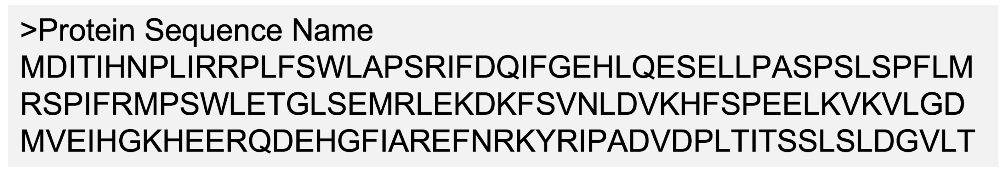 >Protein Sequence Name
MDITIHNPLIRRPLFSWLAPSRIFDQIFGEHLQESELLPASPSLSPFLM
RSPIFRMPSWLETGLSEMRLEKDKFSVNLDVKHFSPEELKVKVLGD
MVEIHGKHEERQDEHGFIAREFNRKYRIPADVDPLTITSSLSLDGVLT